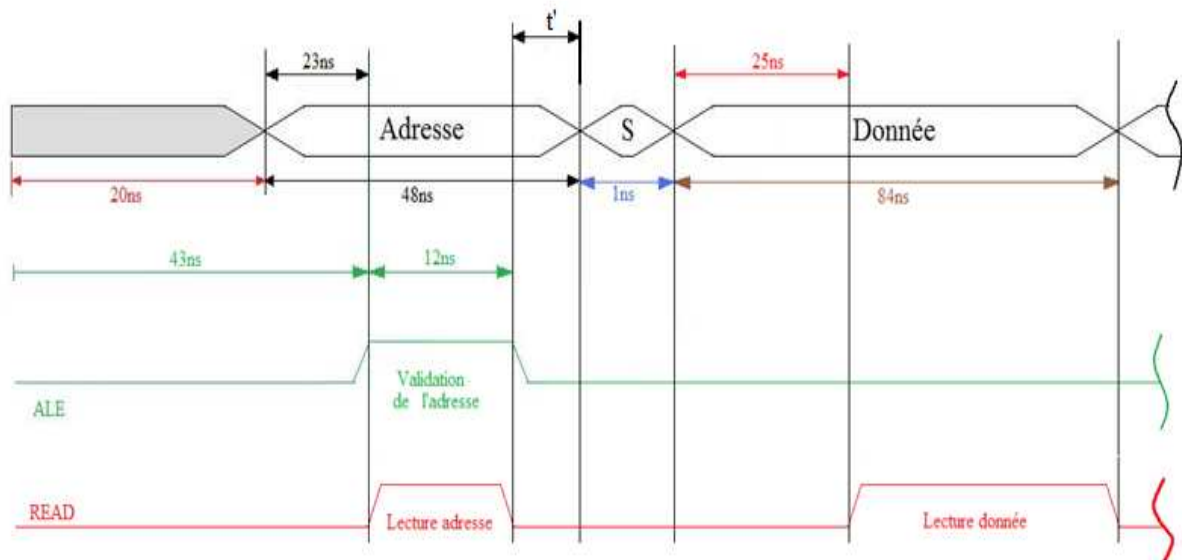 t'
23ns
25ns
Adresse
S
Donnée
20ns
48ns
1ns
84ns
43ns
12ns
Validation
de l'adresse
ALE
READ
Lecture adresse
Lecture donnée